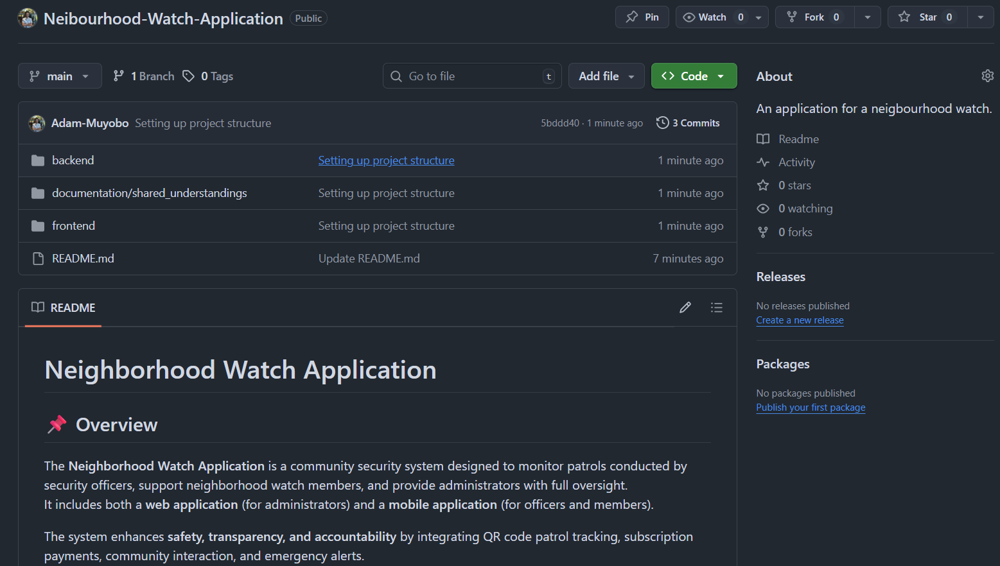 Neibourhood-Watch-Application Public
Pin
Watch 0
Fork 0
Star 0
main
1 Branch
0 Tags
Go to file t
Add file
Code
Adam-Muyobo Setting up project structure 5bddd40 · 1 minute ago 3 Commits
backend Setting up project structure 1 minute ago
documentation/shared_understandings Setting up project structure 1 minute ago
frontend Setting up project structure 1 minute ago
README.md Update README.md 7 minutes ago
README
Neighborhood Watch Application
📌 Overview
The Neighborhood Watch Application is a community security system designed to monitor patrols conducted by
security officers, support neighborhood watch members, and provide administrators with full oversight.
It includes both a web application (for administrators) and a mobile application (for officers and members).
The system enhances safety, transparency, and accountability by integrating QR code patrol tracking, subscription
payments, community interaction, and emergency alerts.
About
An application for a neigbourhood watch.
Readme
Activity
0 stars
0 watching
0 forks
Releases
No releases published
Create a new release
Packages
No packages published
Publish your first package